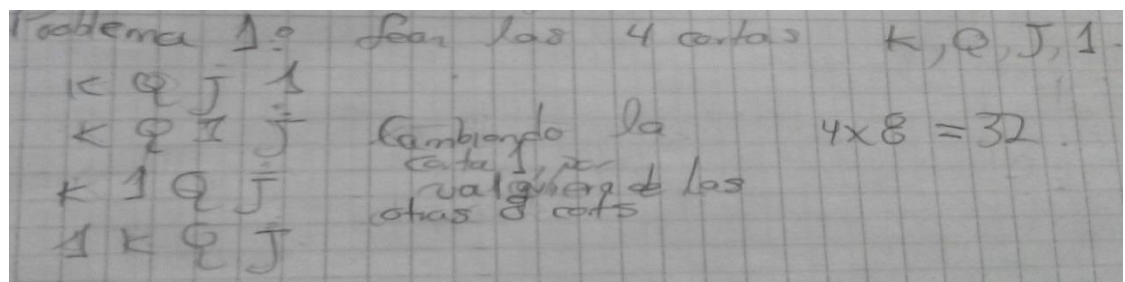 Problema 1: Sean las 4 cartas K, Q, J, 1.
K Q J 1
K Q 1 J Cambiando la 4x8 = 32.
carta 1, por
K 1 Q J cualquiera de las
otras 8 carts
1 K Q J